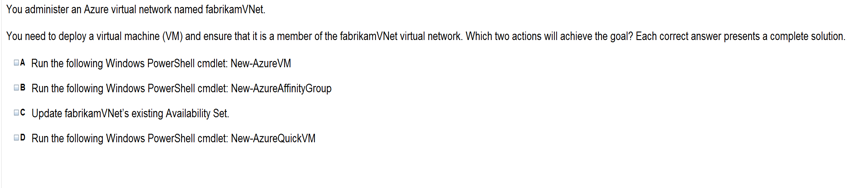 You administer an Azure virtual network named fabrikamVNet.
You need to deploy a virtual machine (VM) and ensure that it is a member of the fabrikamVNet virtual network. Which two actions will achieve the goal? Each correct answer presents a complete solution.
A Run the following Windows PowerShell cmdlet: New-AzureVM
B Run the following Windows PowerShell cmdlet: New-AzureAffinityGroup
C Update fabrikamVNet's existing Availability Set.
D Run the following Windows PowerShell cmdlet: New-AzureQuickVM